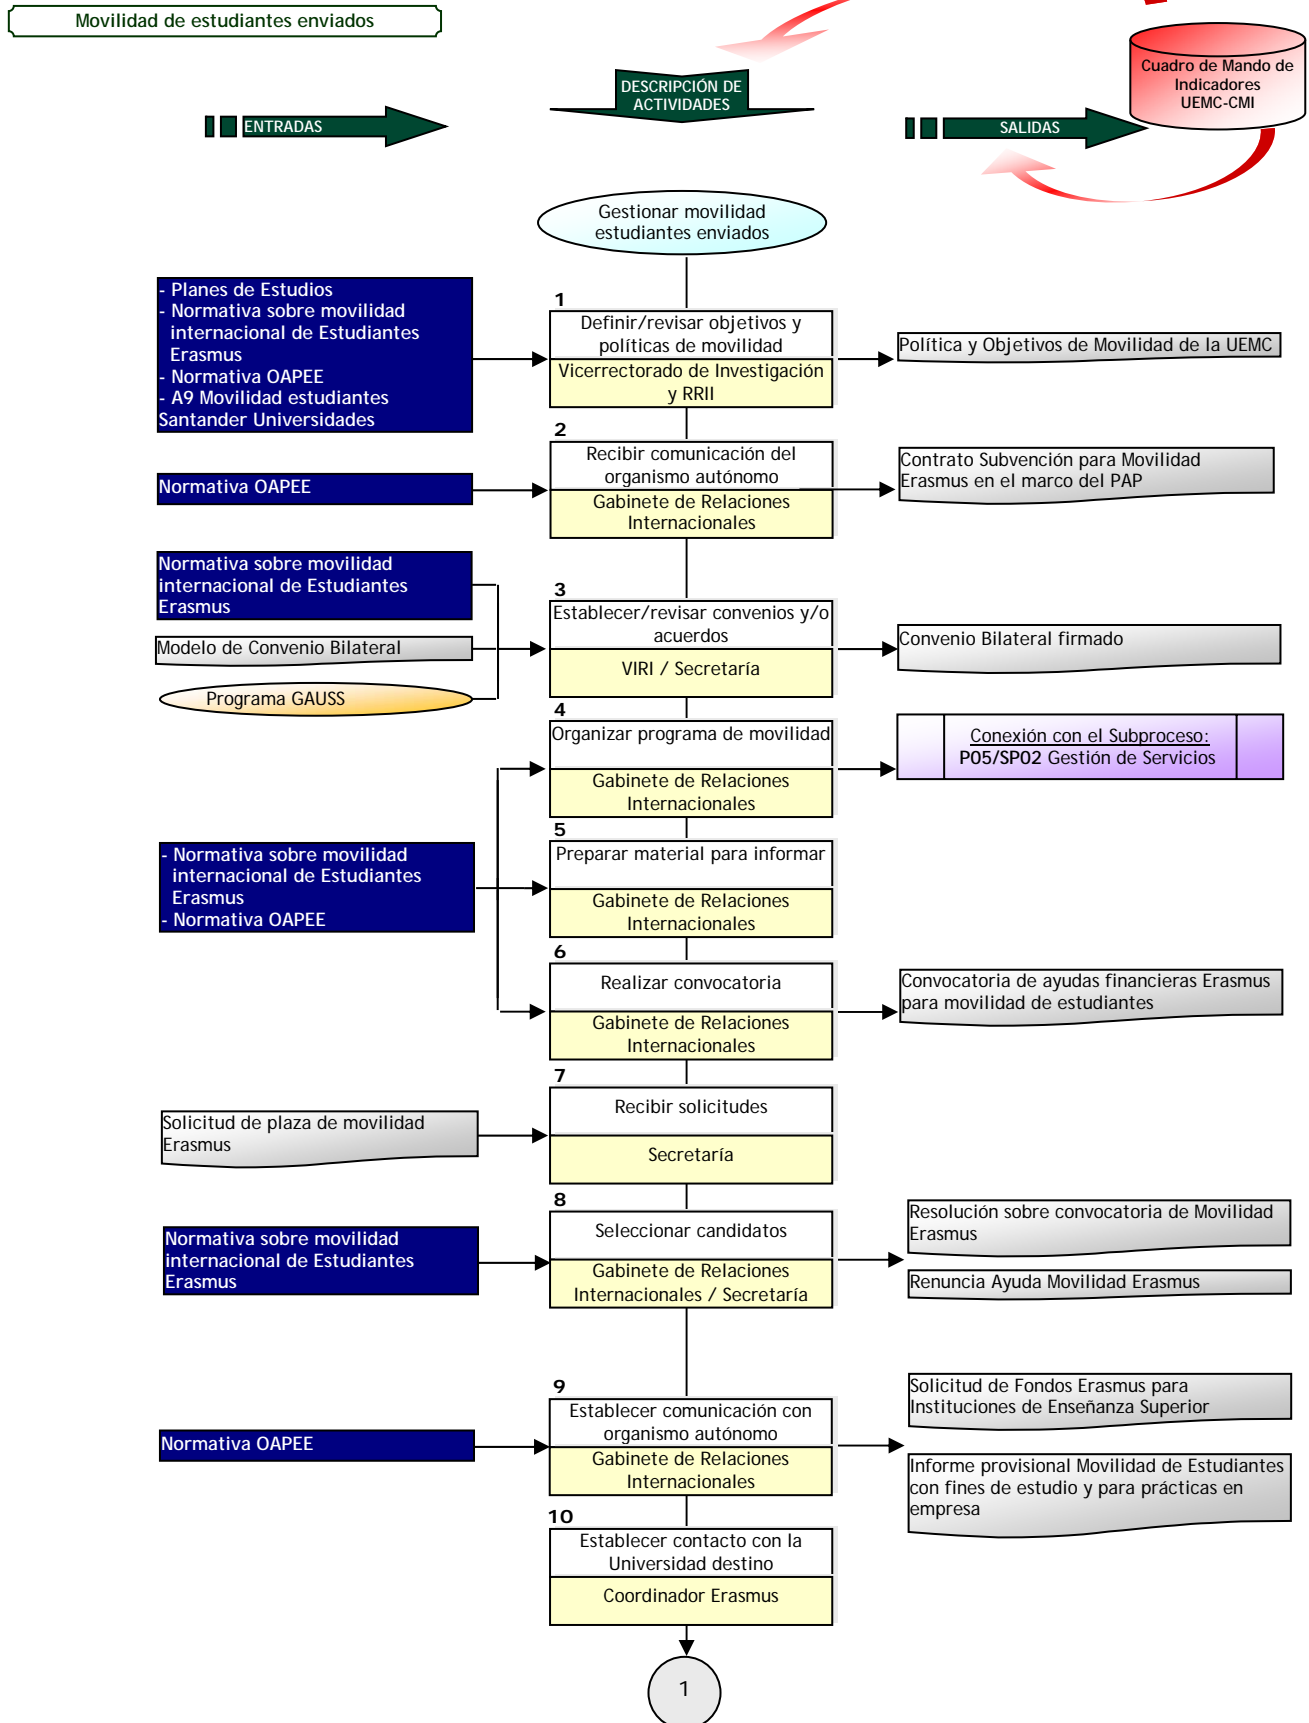 Movilidad de estudiantes enviados
Cuadro de Mando de
Indicadores
UEMC-CMI
DESCRIPCIÓN DE
ACTIVIDADES
ENTRADAS
SALIDAS
Gestionar movilidad
estudiantes enviados
- Planes de Estudios
- Normativa sobre movilidad
internacional de Estudiantes
Erasmus
- Normativa OAPEE
- A9 Movilidad estudiantes
Santander Universidades
1
Definir/revisar objetivos y
políticas de movilidad
Vicerrectorado de Investigación
y RRII
Política y Objetivos de Movilidad de la UEMC
2
Recibir comunicación del
organismo autónomo
Gabinete de Relaciones
Internacionales
Normativa OAPEE
Contrato Subvención para Movilidad
Erasmus en el marco del PAP
Normativa sobre movilidad
internacional de Estudiantes
Erasmus
Modelo de Convenio Bilateral
Programa GAUSS
3
Establecer/revisar convenios y/o
acuerdos
VIRI / Secretaría
Convenio Bilateral firmado
4
Organizar programa de movilidad
Gabinete de Relaciones
Internacionales
Conexión con el Subproceso:
P05/SP02 Gestión de Servicios
- Normativa sobre movilidad
internacional de Estudiantes
Erasmus
- Normativa OAPEE
5
Preparar material para informar
Gabinete de Relaciones
Internacionales
6
Realizar convocatoria
Gabinete de Relaciones
Internacionales
Convocatoria de ayudas financieras Erasmus
para movilidad de estudiantes
7
Recibir solicitudes
Secretaría
Solicitud de plaza de movilidad
Erasmus
8
Seleccionar candidatos
Gabinete de Relaciones
Internacionales / Secretaría
Normativa sobre movilidad
internacional de Estudiantes
Erasmus
Resolución sobre convocatoria de Movilidad
Erasmus
Renuncia Ayuda Movilidad Erasmus
9
Establecer comunicación con
organismo autónomo
Gabinete de Relaciones
Internacionales
Normativa OAPEE
Solicitud de Fondos Erasmus para
Instituciones de Enseñanza Superior
Informe provisional Movilidad de Estudiantes
con fines de estudio y para prácticas en
empresa
10
Establecer contacto con la
Universidad destino
Coordinador Erasmus
1